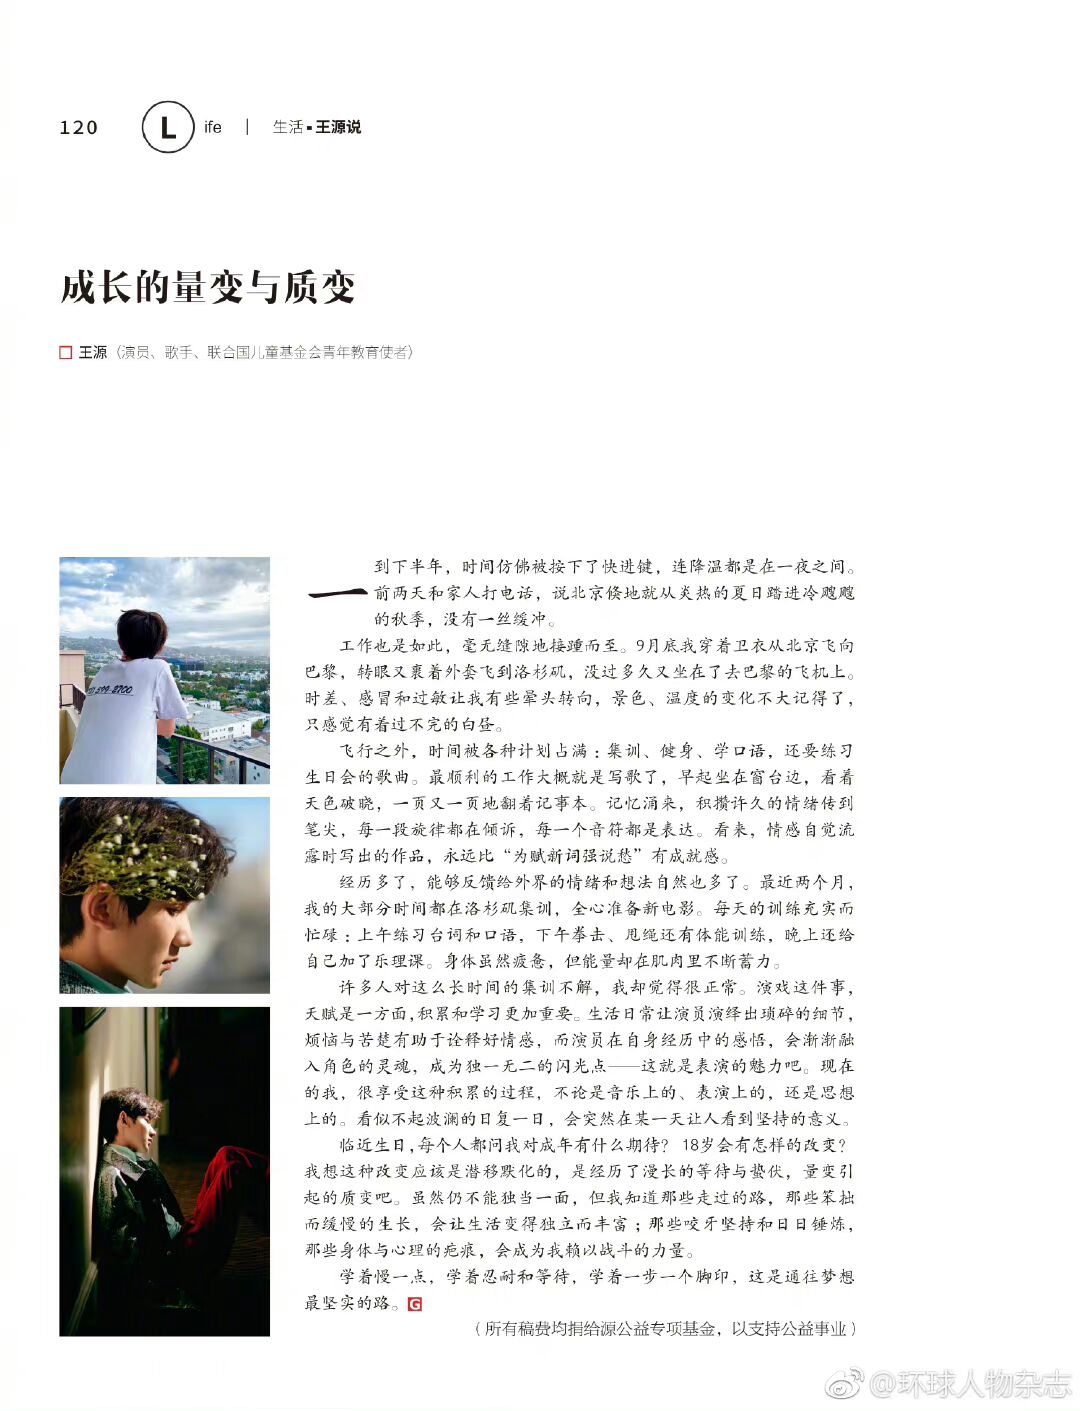 120 Life | 生活▪王源说
成长的量变与质变
王源（演员、歌手、联合国儿童基金会青年教育使者）
727.599-2700
一到下半年，时间仿佛被按下了快进键，连降温都是在一夜之间。
前两天和家人打电话，说北京倏地就从炎热的夏日踏进冷飕飕
的秋季，没有一丝缓冲。
工作也是如此，毫无缝隙地接踵而至。9月底我穿着卫衣从北京飞向
巴黎，转眼又裹着外套飞到洛杉矶，没过多久又坐在了去巴黎的飞机上。
时差、感冒和过敏让我有些晕头转向，景色、温度的变化不大记得了，
只感觉有着过不完的白昼。
飞行之外，时间被各种计划占满：集训、健身、学口语，还要练习
生日会的歌曲。最顺利的工作大概就是写歌了，早起坐在窗台边，看着
天色破晓，一页又一页地翻着记事本。记忆涌来，积攒许久的情绪传到
笔尖，每一段旋律都在倾诉，每一个音符都是表达。看来，情感自觉流
露时写出的作品，永远比“为赋新词强说愁”有成就感。
经历多了，能够反馈给外界的情绪和想法自然也多了。最近两个月，
我的大部分时间都在洛杉矶集训，全心准备新电影。每天的训练充实而
忙碌：上午练习台词和口语，下午拳击、甩绳还有体能训练，晚上还给
自己加了乐理课。身体虽然疲惫，但能量却在肌肉里不断蓄力。
许多人对这么长时间的集训不解，我却觉得很正常。演戏这件事，
天赋是一方面,积累和学习更加重要。生活日常让演员演绎出琐碎的细节，
烦恼与苦楚有助于诠释好情感，而演员在自身经历中的感悟，会渐渐融
入角色的灵魂，成为独一无二的闪光点——这就是表演的魅力吧。现在
的我，很享受这种积累的过程，不论是音乐上的、表演上的，还是思想
上的。看似不起波澜的日复一日，会突然在某一天让人看到坚持的意义。
临近生日,每个人都问我对成年有什么期待？18岁会有怎样的改变？
我想这种改变应该是潜移默化的，是经历了漫长的等待与蛰伏，量变引
起的质变吧。虽然仍不能独当一面，但我知道那些走过的路，那些笨拙
而缓慢的生长，会让生活变得独立而丰富；那些咬牙坚持和日日锤炼，
那些身体与心理的疤痕，会成为我赖以战斗的力量。
学着慢一点，学着忍耐和等待，学着一步一个脚印，这是通往梦想
最坚实的路。G
（所有稿费均捐给源公益专项基金，以支持公益事业）
@环球人物杂志